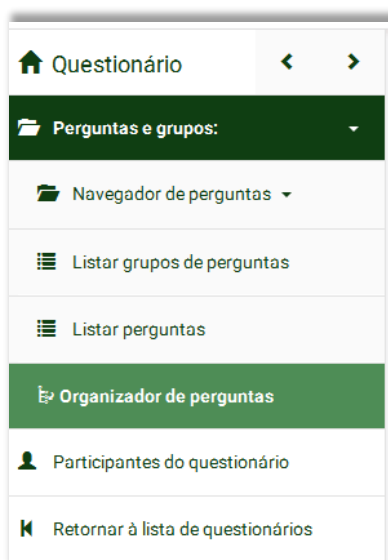 Questionário
Perguntas e grupos:
Navegador de perguntas
Listar grupos de perguntas
Listar perguntas
Organizador de perguntas
Participantes do questionário
Retornar à lista de questionários